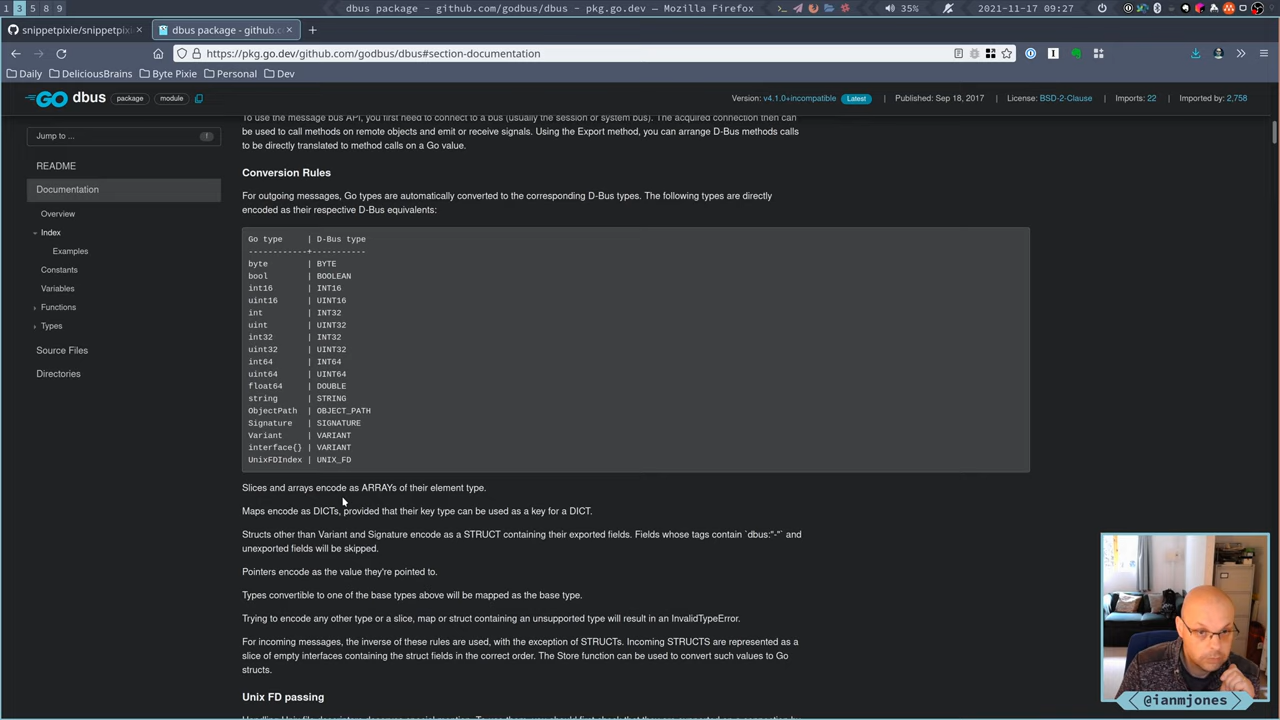 1 3 5 8 9
dbus package - github.com/godbus/dbus - pkg.go.dev — Mozilla Firefox
35%
2021-11-17 09:27
snippetpixie/snippetpixi
dbus package - github.c
https://pkg.go.dev/github.com/godbus/dbus#section-documentation
Daily
DeliciousBrains
Byte Pixie
Personal
Dev
GO dbus package module
Version: v4.1.0+incompatible Latest | Published: Sep 18, 2017 | License: BSD-2-Clause | Imports: 22 | Imported by: 2,758
Jump to ...
README
Documentation
Overview
Index
Examples
Constants
Variables
Functions
Types
Source Files
Directories
To use the message bus API, you first need to connect to a bus (usually the session or system bus). The acquired connection then can
be used to call methods on remote objects and emit or receive signals. Using the Export method, you can arrange D-Bus methods calls
to be directly translated to method calls on a Go value.
Conversion Rules
For outgoing messages, Go types are automatically converted to the corresponding D-Bus types. The following types are directly
encoded as their respective D-Bus equivalents:
Go type | D-Bus type
------------+-----------
byte | BYTE
bool | BOOLEAN
int16 | INT16
uint16 | UINT16
int | INT32
uint | UINT32
int32 | INT32
uint32 | UINT32
int64 | INT64
uint64 | UINT64
float64 | DOUBLE
string | STRING
ObjectPath | OBJECT_PATH
Signature | SIGNATURE
Variant | VARIANT
interface{} | VARIANT
UnixFDIndex | UNIX_FD
Slices and arrays encode as ARRAYs of their element type.
Maps encode as DICTs, provided that their key type can be used as a key for a DICT.
Structs other than Variant and Signature encode as a STRUCT containing their exported fields. Fields whose tags contain `dbus:"-"` and
unexported fields will be skipped.
Pointers encode as the value they're pointed to.
Types convertible to one of the base types above will be mapped as the base type.
Trying to encode any other type or a slice, map or struct containing an unsupported type will result in an InvalidTypeError.
For incoming messages, the inverse of these rules are used, with the exception of STRUCTs. Incoming STRUCTS are represented as a
slice of empty interfaces containing the struct fields in the correct order. The Store function can be used to convert such values to Go
structs.
Unix FD passing
@ianmjones